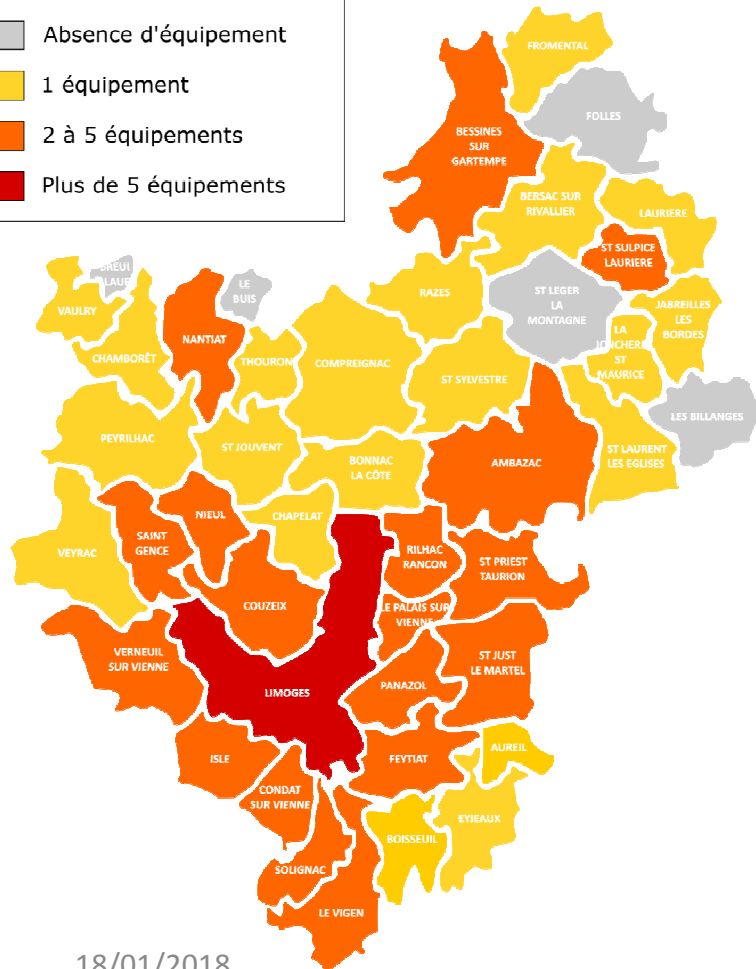 Absence d'équipement
1 équipement
2 à 5 équipements
Plus de 5 équipements
FROMENTAL
FOLLES
BESSINES
SUR
GARTEMPE
BERSAC SUR
RIVALLIER
LAURIERE
ST SULPICE
LAURIERE
BREUI
LAUF
LE
BUIS
RAZES
ST LEGER
LA
MONTAGNE
JABREILLES
LES
BORDES
VAULRY
NANTIAT
LA
JONCHERE
ST
MAURICE
CHAMBORÊT
THOURON
COMPREIGNAC
ST SYLVESTRE
LES BILLANGES
PEYRILHAC
ST JOUVENT
BONNAC
LA CÔTE
AMBAZAC
ST LAURENT
LES EGLISES
CHAPELAT
NIEUL
SAINT
GENCE
VEYRAC
RILHAC
RANCON
ST PRIEST
TAURION
COUZEIX
LE PALAIS SUR
VIENNE
VERNEUIL
SUR VIENNE
ST JUST
LE MARTEL
LIMOGES
PANAZOL
AUREIL
ISLE
FEYTIAT
CONDAT
SUR VIENNE
EYJEAUX
BOISSEUIL
SOLIGNAC
LE VIGEN
18/01/2018